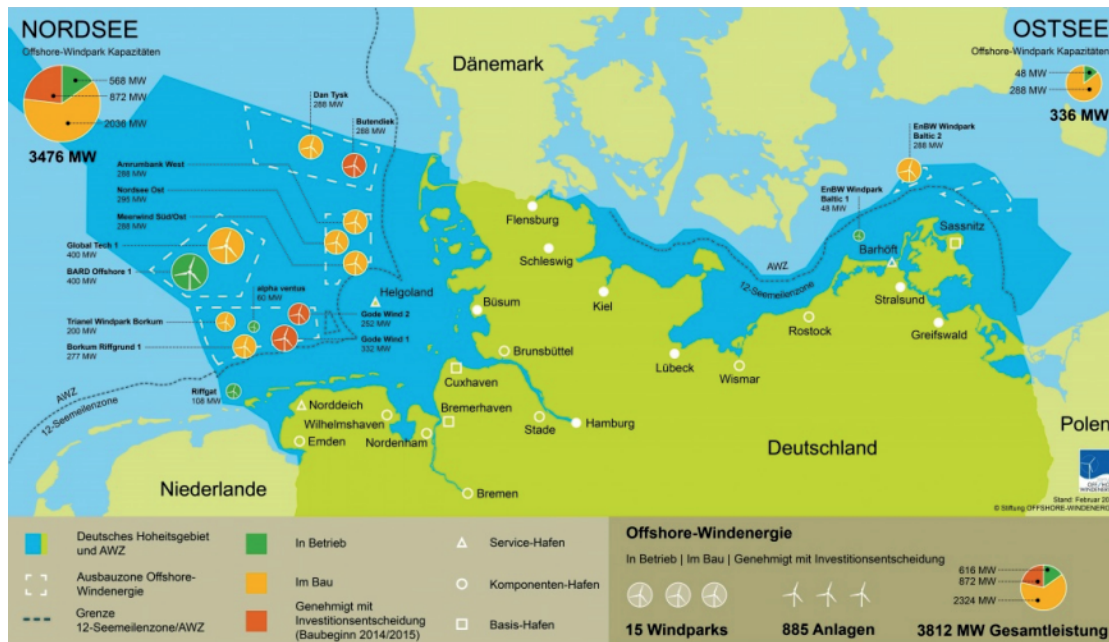 NORDSEE
Offshore-Windpark Kapazitäten
568 MW
872 MW
2036 MW
3476 MW
OSTSEE
Offshore-Windpark Kapazitäten
48 MW
288 MW
336 MW
Dänemark
Dan Tysk
288 MW
Butendiek
288 MW
Amrumbank West
288 MW
Nordsee Ost
295 MW
Meerwind Süd/Ost
288 MW
Global Tech 1
400 MW
BARD Offshore 1
400 MW
alpha ventus
60 MW
Trianel Windpark Borkum
200 MW
Borkum Riffgrund 1
277 MW
Gode Wind 2
252 MW
Gode Wind 1
332 MW
Riffgat
108 MW
EnBW Windpark
Baltic 2
288 MW
EnBW Windpark
Baltic 1
48 MW
AWZ
12-Seemeilenzone
AWZ
12-Seemeilenzone
Helgoland
Flensburg
Schleswig
Kiel
Büsum
Brunsbüttel
Cuxhaven
Bremerhaven
Norddeich
Wilhelmshaven
Emden
Nordenham
Stade
Hamburg
Bremen
Lübeck
Wismar
Rostock
Barhöft
Sassnitz
Stralsund
Greifswald
Niederlande
Deutschland
Polen
Stand: Februar 20
© Stiftung OFFSHORE-WINDENERG
Deutsches Hoheitsgebiet
und AWZ
Ausbauzone Offshore-
Windenergie
Grenze
12-Seemeilenzone/AWZ
In Betrieb
Im Bau
Genehmigt mit
Investitionsentscheidung
(Baubeginn 2014/2015)
Service-Hafen
Komponenten-Hafen
Basis-Hafen
Offshore-Windenergie
In Betrieb | Im Bau | Genehmigt mit Investitionsentscheidung
15 Windparks
885 Anlagen
616 MW
872 MW
2324 MW
3812 MW Gesamtleistung